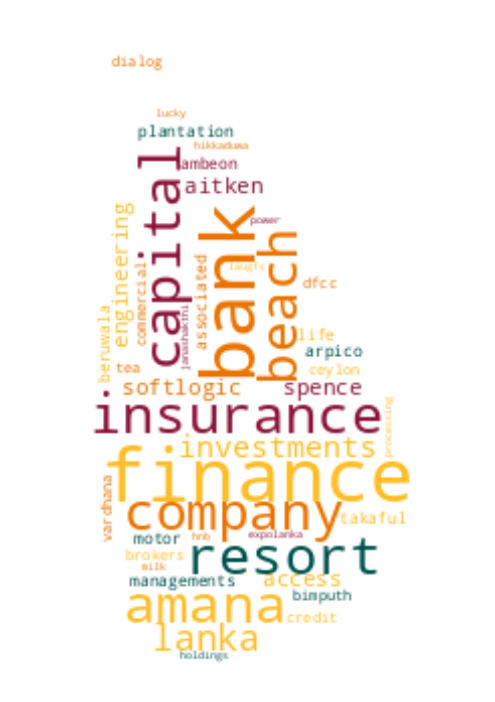 dialog
lucky
plantation
hikkaduwa
capital
ambeon
aitken
engineering
bank
power
beach
commercial
associated
laugfs
dfcc
janashakthi
beruwala
life
arpico
tea
ceylon
softlogic
spence
insurance
processing
investments
finance
vardhana
company
takaful
motor
hnb
expolanka
brokers
resort
milk
managements
access
amana
bimputh
credit
lanka
holdings